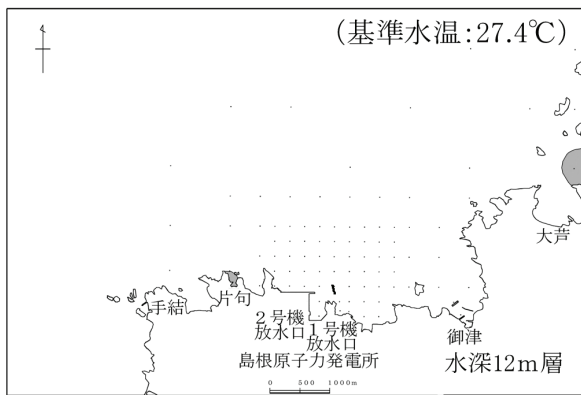 (基準水温:27.4℃)
大芦
手結
片句
2号機
放水口
1号機
放水口
御津
島根原子力発電所
水深12m層
0 500 1000m